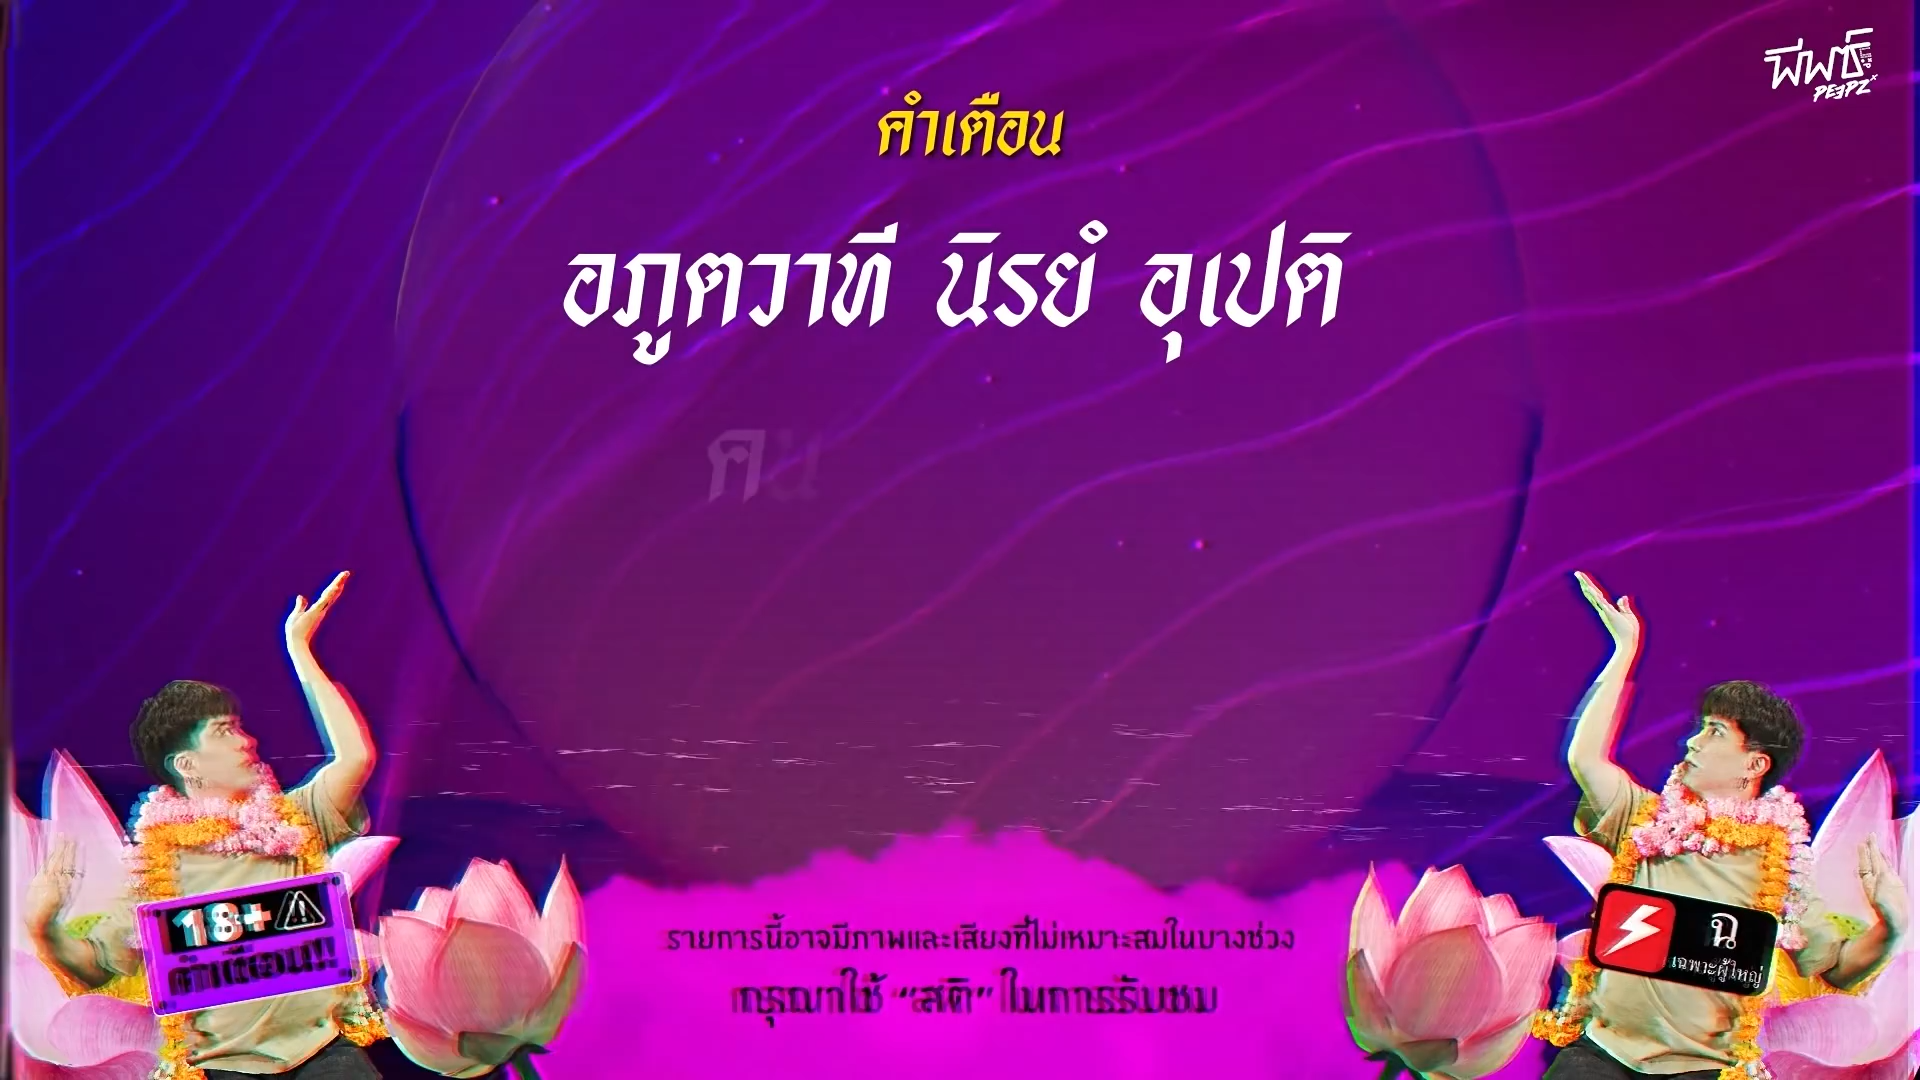 พีพซ์
PEEPZ
คำเตือน
อภูตวาที นิรยํ อุเปติ
คน
18+
คำเตือน!!
ฉ
เฉพาะผู้ใหญ่
รายการนี้อาจมีภาพและเสียงที่ไม่เหมาะสมในบางช่วง
กรุณาใช้ “สติ” ในการรับชม